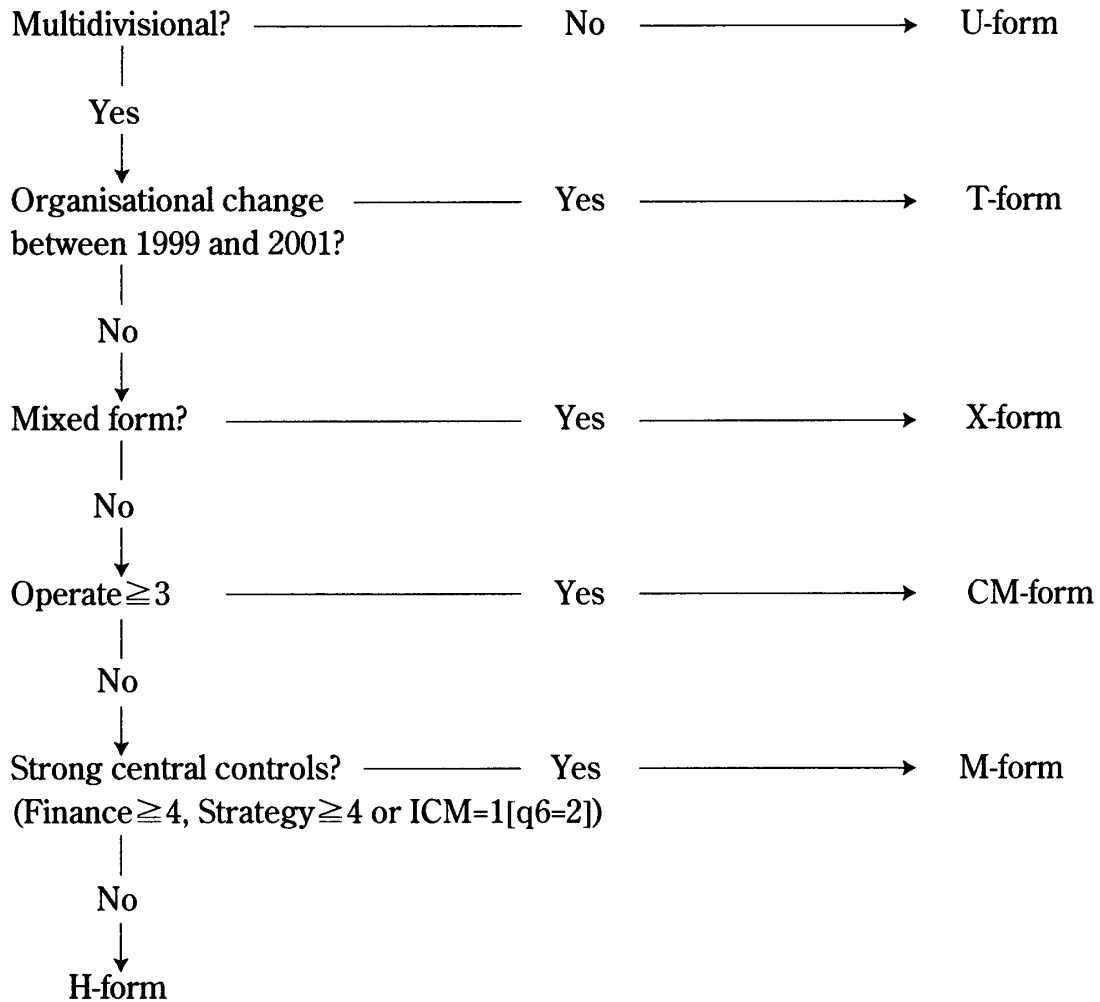 Multidivisional? No U-form
Yes
Organisational change Yes T-form
between 1999 and 2001?
No
Mixed form? Yes X-form
No
Operate≧3 Yes CM-form
No
Strong central controls? Yes M-form
(Finance≧4, Strategy≧4 or ICM=1[q6=2])
No
H-form